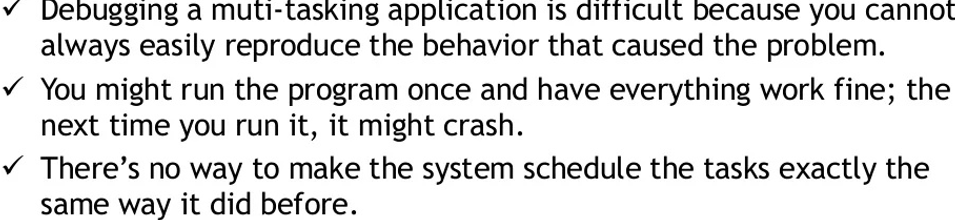 ✓ Debugging a muti-tasking application is difficult because you cannot
always easily reproduce the behavior that caused the problem.
✓ You might run the program once and have everything work fine; the
next time you run it, it might crash.
✓ There's no way to make the system schedule the tasks exactly the
same way it did before.